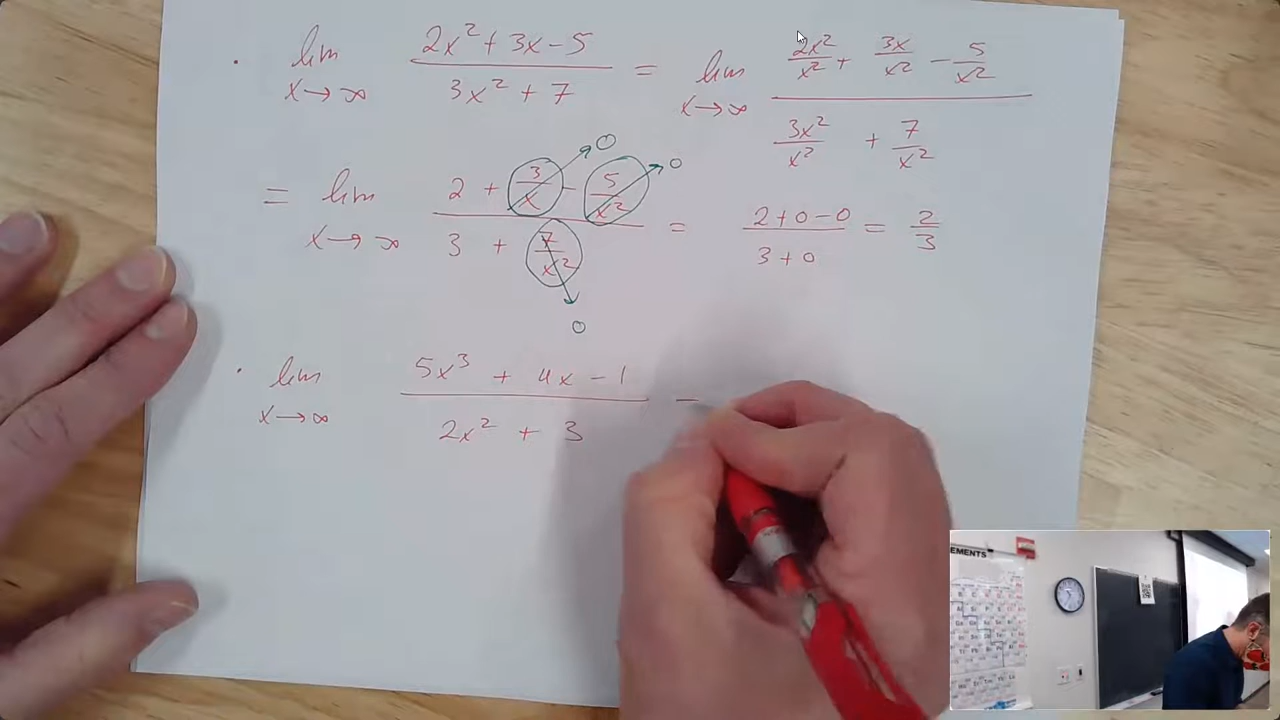 . lim x→∞ (2x² + 3x - 5)/(3x² + 7) = lim x→∞ (2x²/x² + 3x/x² - 5/x²)/(3x²/x² + 7/x²)
= lim x→∞ (2 + 3/x - 5/x²)/(3 + 7/x²) = (2+0-0)/(3+0) = 2/3
0
0
0
. lim x→∞ (5x³ + 4x - 1)/(2x² + 3)
EMENTS